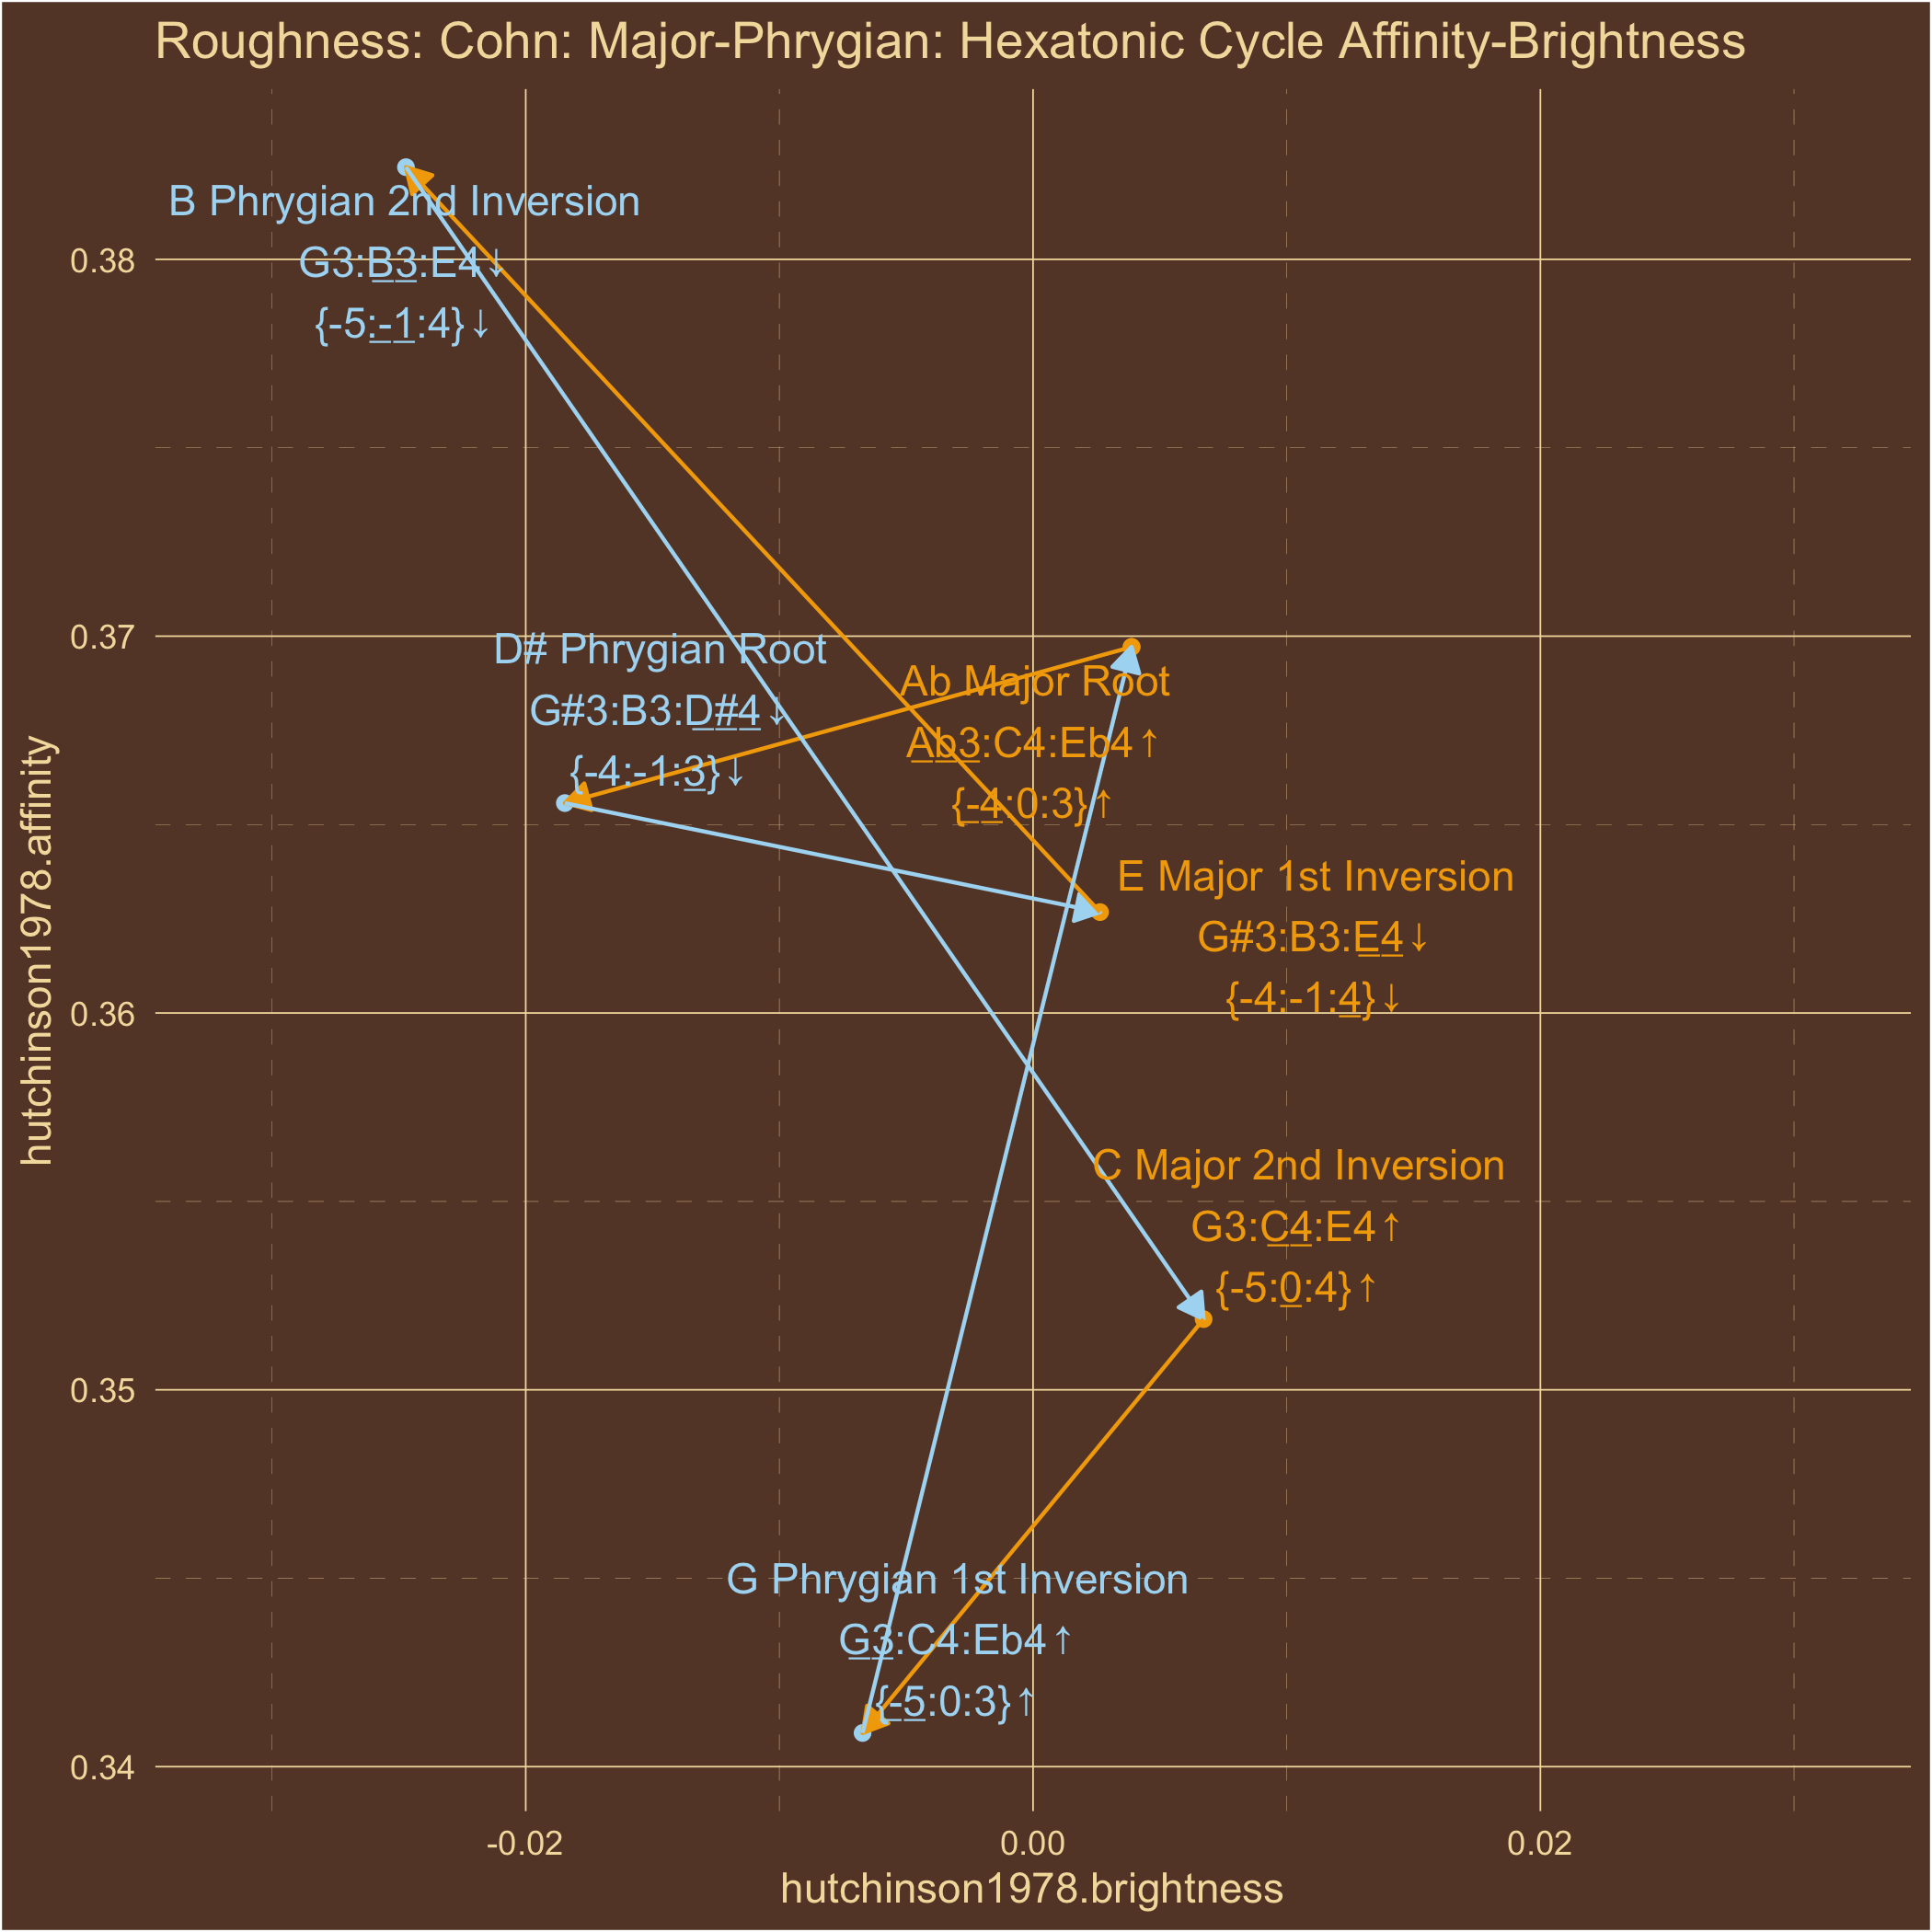 Roughness: Cohn: Major-Phrygian: Hexatonic Cycle Affinity-Brightness
B Phrygian 2nd Inversion
G3:B3:E4↓
{-5:-1:4}↓
0.38
0.37
D# Phrygian Root
G#3:B3:D#4↓
{-4:-1:3}↓
Ab Major Root
Ab3:C4:Eb4↑
{-4:0:3}↑
E Major 1st Inversion
G#3:B3:E4↓
{-4:-1:4}↓
hutchinson1978.affinity
0.36
C Major 2nd Inversion
G3:C4:E4↑
{-5:0:4}↑
0.35
G Phrygian 1st Inversion
G3:C4:Eb4↑
{-5:0:3}↑
0.34
-0.02
0.00
0.02
hutchinson1978.brightness